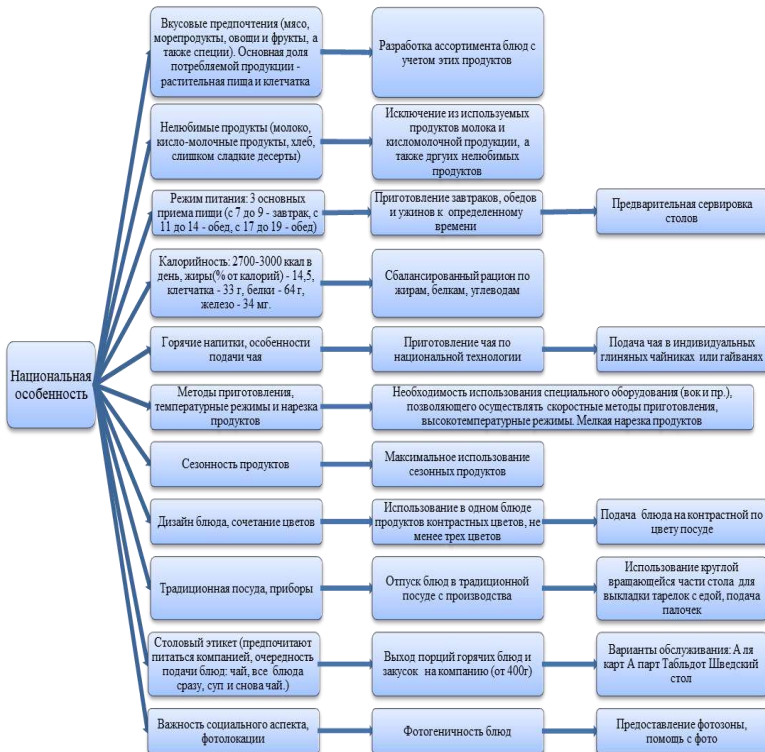 Вкусовые предпочтения (мясо,
морепродукты, овощи и фрукты, а
также специи). Основная доля
потребляемой продукции -
растительная пища и клетчатка
Разработка ассортимента блюд с
учетом этих продуктов
Нелюбимые продукты (молоко,
кисло-молочные продукты, хлеб,
слишком сладкие десерты)
Исключение из используемых
продуктов молока и
кисломолочной продукции, а
также дргуих нелюбимых
продуктов
Режим питания: 3 основных
приема пищи (с 7 до 9 - завтрак, с
11 до 14 - обед, с 17 до 19 - обед)
Приготовление завтраков, обедов
и ужинов к определенному
времени
Предварительная сервировка
столов
Калорийность: 2700-3000 ккал в
день, жиры(% от калорий) - 14,5,
клетчатка - 33 г, белки - 64 г,
железо - 34 мг.
Сбалансированный рацион по
жирам, белкам, углеводам
Национальная
особенность
Горячие напитки, особенности
подачи чая
Приготовление чая по
национальной технологии
Подача чая в индивидуальных
глиняных чайниках или гайванях
Методы приготовления,
температурные режимы и нарезка
продуктов
Необходимость использования специального оборудования (вок и пр.),
позволяющего осуществлять скоростные методы приготовления,
высокотемпературные режимы. Мелкая нарезка продуктов
Сезонность продуктов
Максимальное использование
сезонных продуктов
Дизайн блюда, сочетание цветов
Использование в одном блюде
продуктов контрастных цветов, не
менее трех цветов
Подача блюда на контрастной по
цвету посуде
Традиционная посуда, приборы
Отпуск блюд в традиционной
посуде с производства
Использование круглой
вращающейся части стола для
выкладки тарелок с едой, подача
палочек
Столовый этикет (предпочитают
питаться компанией, очередность
подачи блюд: чай, все блюда
сразу, суп и снова чай.)
Выход порций горячих блюд и
закусок на компанию (от 400г)
Варианты обслуживания: А ля
карт А парт Табльдот Шведский
стол
Важность социального аспекта,
фотолокации
Фотогеничность блюд
Предоставление фотозоны,
помощь с фото